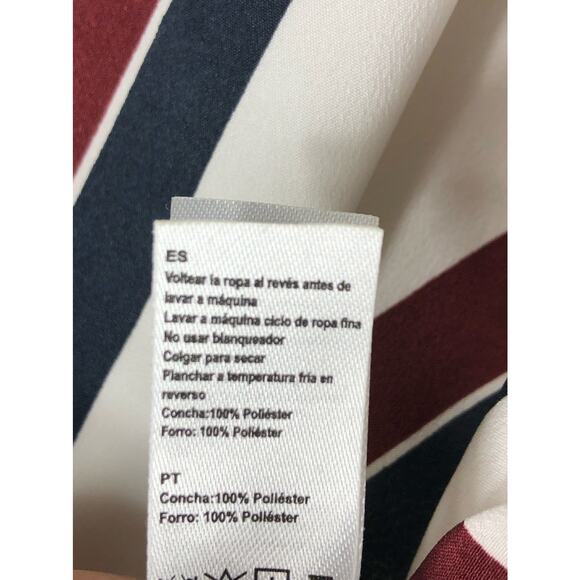 ES
Voltear la ropa al revés antes de
lavar a máquina
Lavar a máquina ciclo de ropa fina
No usar blanqueador
Colgar para secar
Planchar a temperatura fría en
reverso
Concha:100% Poliéster
Forro: 100% Poliéster
PT
Concha:100% Poliéster
Forro: 100% Poliéster